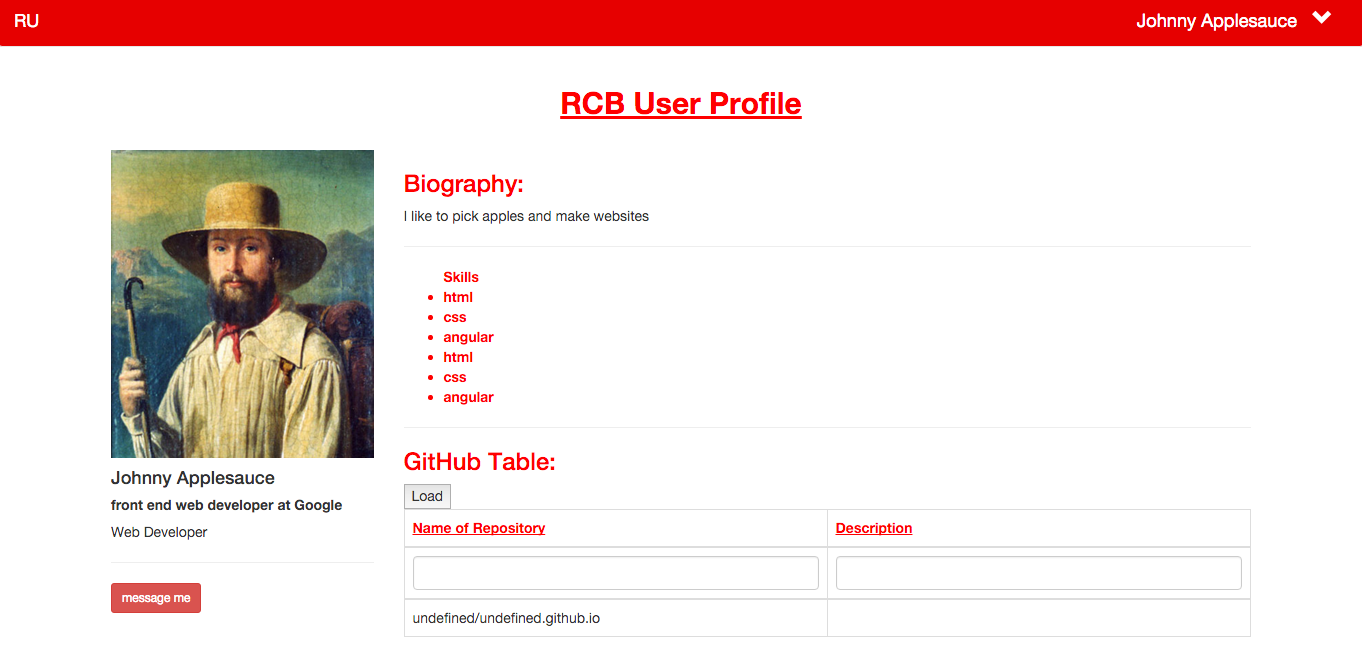 RU
Johnny Applesauce
RCB User Profile
Biography:
I like to pick apples and make websites
Skills
html
css
angular
html
css
angular
Johnny Applesauce
front end web developer at Google
Web Developer
message me
GitHub Table:
Load
Name of Repository Description
undefined/undefined.github.io